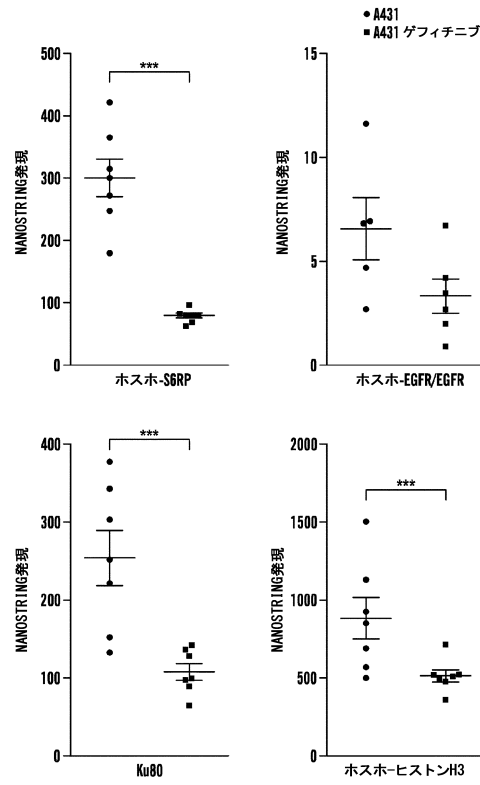 ● A431
■ A431 ゲフィチニブ
500
400
300
200
100
0
NANOSTRING発現
***
ホスホ-S6RP
15
10
5
0
NANOSTRING発現
ホスホ-EGFR/EGFR
400
300
200
100
0
NANOSTRING発現
***
Ku80
2000
1500
1000
500
0
NANOSTRING発現
***
ホスホ-ヒストンH3